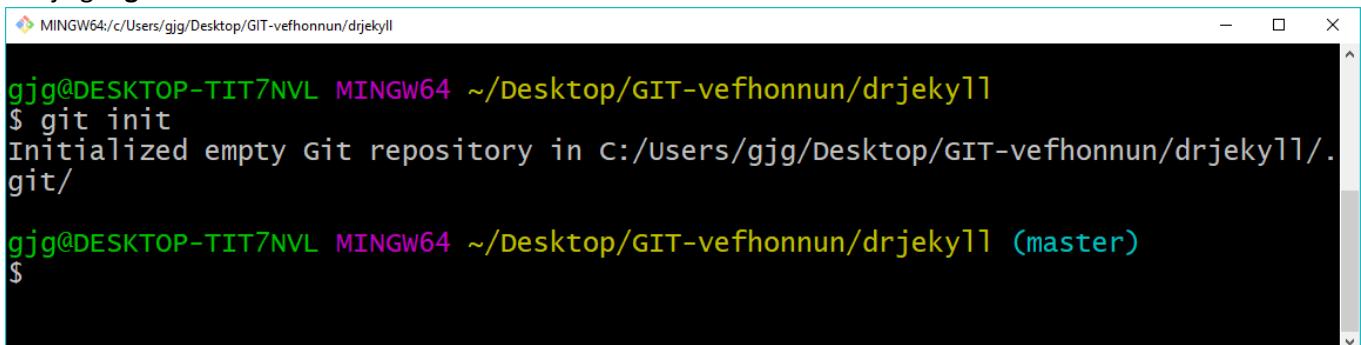 MINGW64:/c/Users/gjg/Desktop/GIT-vefhonnun/drjekyll
gjg@DESKTOP-TIT7NVL MINGW64 ~/Desktop/GIT-vefhonnun/drjekyll
$ git init
Initialized empty Git repository in C:/Users/gjg/Desktop/GIT-vefhonnun/drjekyll/.
git/
gjg@DESKTOP-TIT7NVL MINGW64 ~/Desktop/GIT-vefhonnun/drjekyll (master)
$